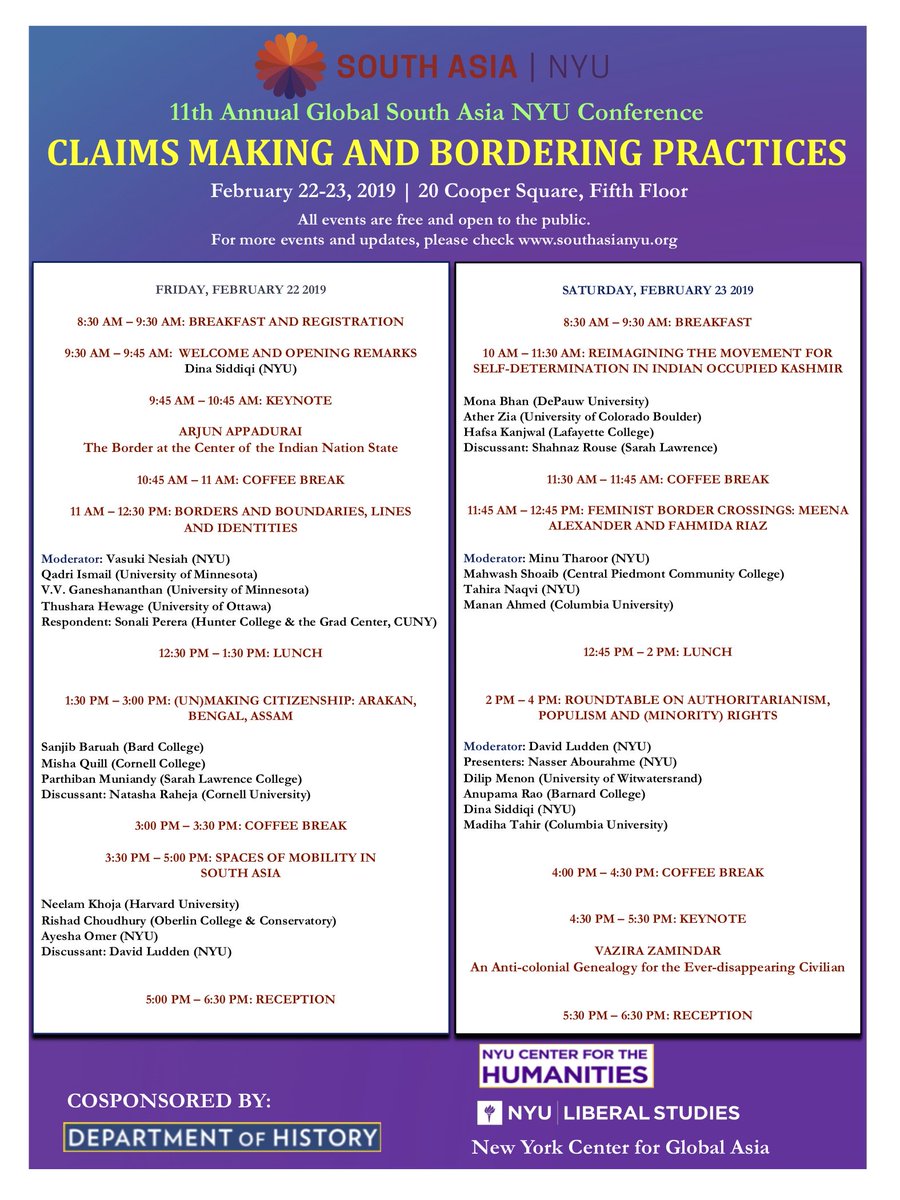 SOUTH ASIA | NYU
11th Annual Global South Asia NYU Conference
CLAIMS MAKING AND BORDERING PRACTICES
February 22-23, 2019 | 20 Cooper Square, Fifth Floor
All events are free and open to the public.
For more events and updates, please check www.southasianyu.org
FRIDAY, FEBRUARY 22 2019
8:30 AM – 9:30 AM: BREAKFAST AND REGISTRATION
9:30 AM – 9:45 AM: WELCOME AND OPENING REMARKS
Dina Siddiqi (NYU)
9:45 AM – 10:45 AM: KEYNOTE
ARJUN APPADURAI
The Border at the Center of the Indian Nation State
10:45 AM – 11 AM: COFFEE BREAK
11 AM – 12:30 PM: BORDERS AND BOUNDARIES, LINES
AND IDENTITIES
Moderator: Vasuki Nesiah (NYU)
Qadri Ismail (University of Minnesota)
V.V. Ganeshananthan (University of Minnesota)
Thushara Hewage (University of Ottawa)
Respondent: Sonali Perera (Hunter College & the Grad Center, CUNY)
12:30 PM – 1:30 PM: LUNCH
1:30 PM – 3:00 PM: (UN)MAKING CITIZENSHIP: ARAKAN,
BENGAL, ASSAM
Sanjib Baruah (Bard College)
Misha Quill (Cornell College)
Parthiban Muniandy (Sarah Lawrence College)
Discussant: Natasha Raheja (Cornell University)
3:00 PM – 3:30 PM: COFFEE BREAK
3:30 PM – 5:00 PM: SPACES OF MOBILITY IN
SOUTH ASIA
Neelam Khoja (Harvard University)
Rishad Choudhury (Oberlin College & Conservatory)
Ayesha Omer (NYU)
Discussant: David Ludden (NYU)
5:00 PM – 6:30 PM: RECEPTION
SATURDAY, FEBRUARY 23 2019
8:30 AM – 9:30 AM: BREAKFAST
10 AM – 11:30 AM: REIMAGINING THE MOVEMENT FOR
SELF-DETERMINATION IN INDIAN OCCUPIED KASHMIR
Mona Bhan (DePauw University)
Ather Zia (University of Colorado Boulder)
Hafsa Kanjwal (Lafayette College)
Discussant: Shahnaz Rouse (Sarah Lawrence)
11:30 AM – 11:45 AM: COFFEE BREAK
11:45 AM – 12:45 PM: FEMINIST BORDER CROSSINGS: MEENA
ALEXANDER AND FAHMIDA RIAZ
Moderator: Minu Tharoor (NYU)
Mahwash Shoaib (Central Piedmont Community College)
Tahira Naqvi (NYU)
Manan Ahmed (Columbia University)
12:45 PM – 2 PM: LUNCH
2 PM – 4 PM: ROUNDTABLE ON AUTHORITARIANISM,
POPULISM AND (MINORITY) RIGHTS
Moderator: David Ludden (NYU)
Presenters: Nasser Abourahme (NYU)
Dilip Menon (University of Witwatersrand)
Anupama Rao (Barnard College)
Dina Siddiqi (NYU)
Madiha Tahir (Columbia University)
4:00 PM – 4:30 PM: COFFEE BREAK
4:30 PM – 5:30 PM: KEYNOTE
VAZIRA ZAMINDAR
An Anti-colonial Genealogy for the Ever-disappearing Civilian
5:30 PM – 6:30 PM: RECEPTION
COSPONSORED BY:
DEPARTMENT OF HISTORY
NYU CENTER FOR THE
HUMANITIES
NYU | LIBERAL STUDIES
New York Center for Global Asia